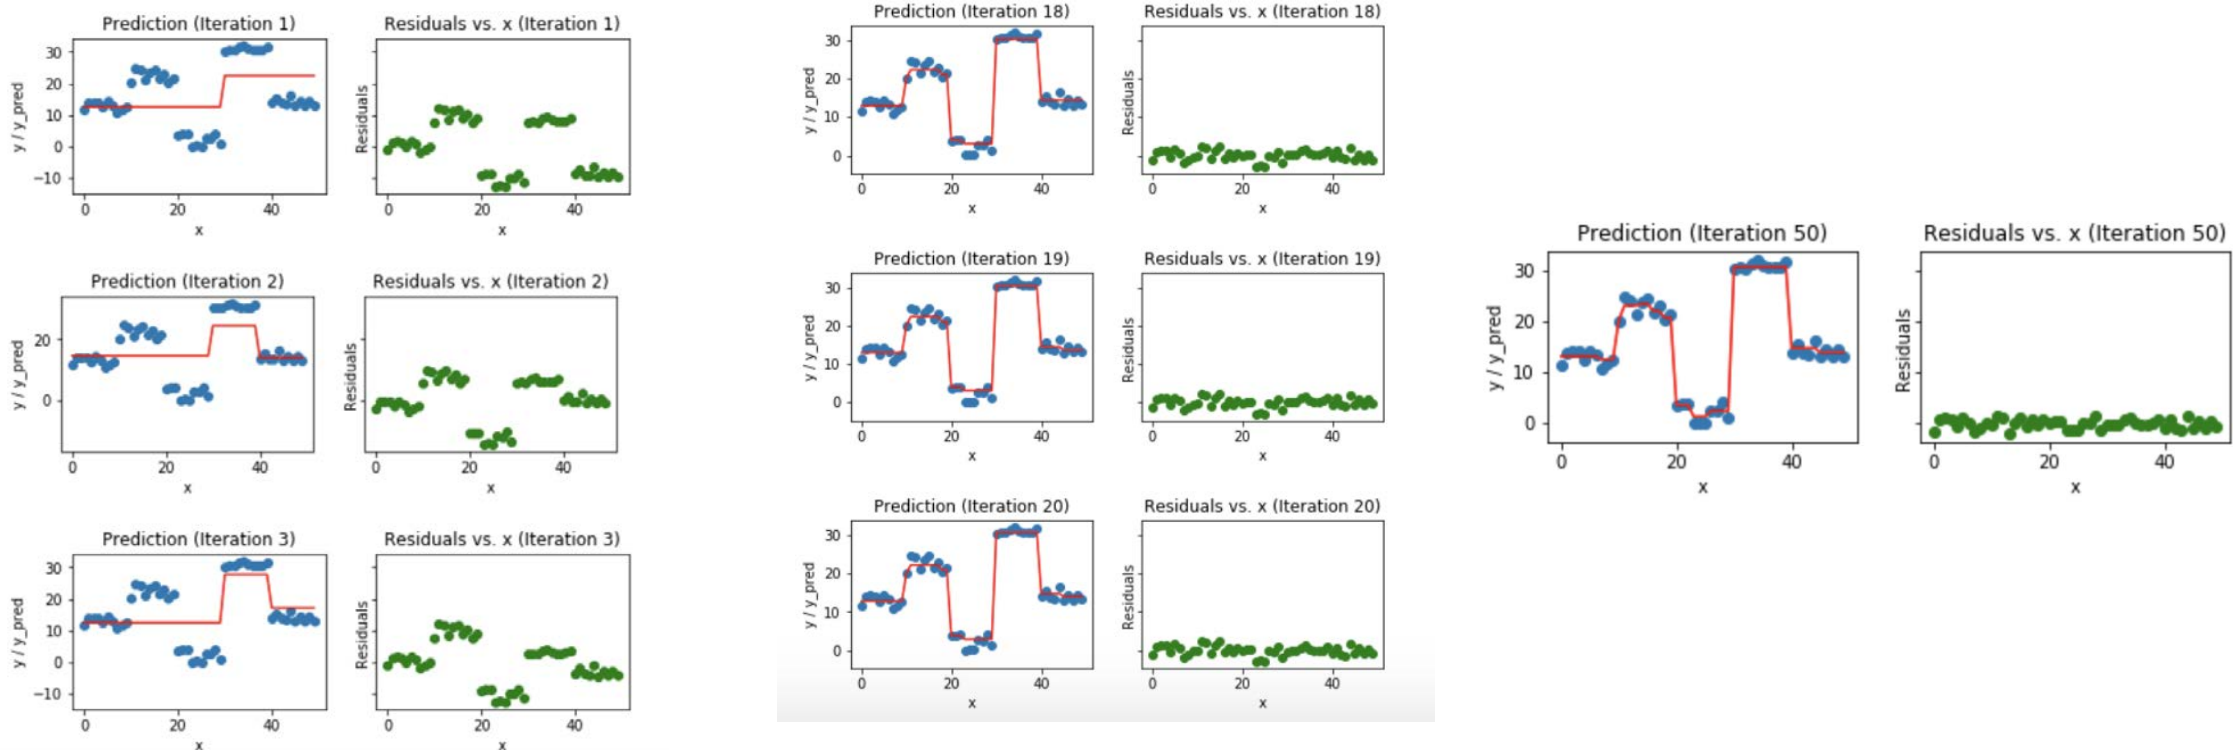 Prediction (Iteration 1)
Residuals vs. x (Iteration 1)
y / y_pred
30
20
10
0
−10
Residuals
0 20 40
0 20 40
x
x
Prediction (Iteration 2)
Residuals vs. x (Iteration 2)
y / y_pred
20
0
Residuals
0 20 40
0 20 40
x
x
Prediction (Iteration 3)
Residuals vs. x (Iteration 3)
y / y_pred
30
20
10
0
−10
Residuals
0 20 40
0 20 40
x
x
Prediction (Iteration 18)
Residuals vs. x (Iteration 18)
y / y_pred
30
20
10
0
Residuals
0 20 40
0 20 40
x
x
Prediction (Iteration 19)
Residuals vs. x (Iteration 19)
y / y_pred
30
20
10
0
Residuals
0 20 40
0 20 40
x
x
Prediction (Iteration 20)
Residuals vs. x (Iteration 20)
y / y_pred
30
20
10
0
Residuals
0 20 40
0 20 40
x
x
Prediction (Iteration 50)
Residuals vs. x (Iteration 50)
y / y_pred
30
20
10
0
Residuals
0 20 40
0 20 40
x
x